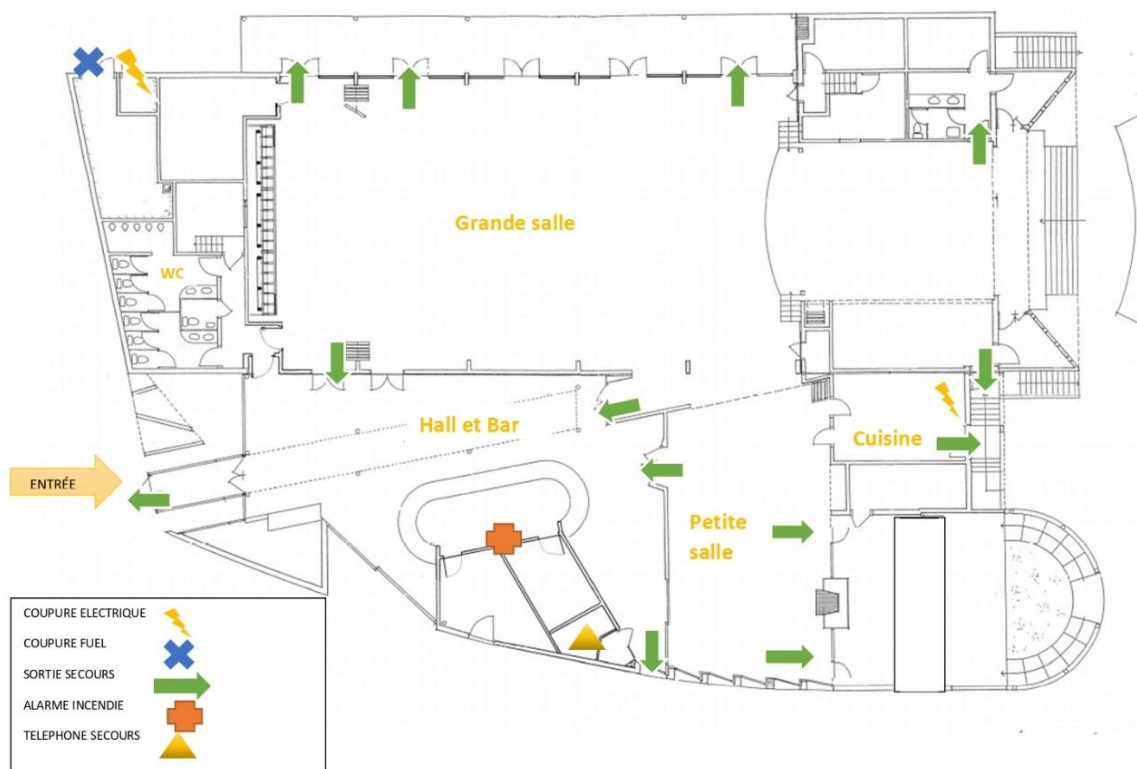 Grande salle
WC
Hall et Bar
Cuisine
ENTRÉE
Petite
salle
COUPURE ELECTRIQUE
COUPURE FUEL
SORTIE SECOURS
ALARME INCENDIE
TELEPHONE SECOURS